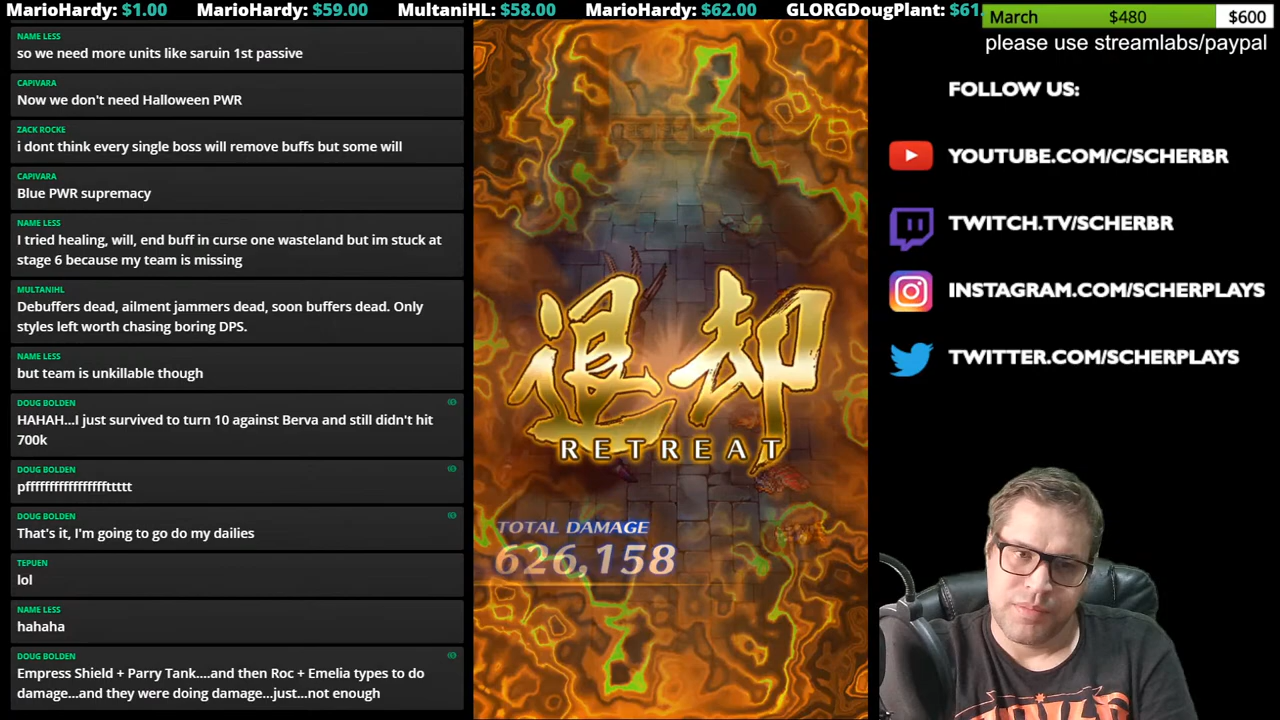 MarioHardy: $1.00 MarioHardy: $59.00 MultaniHL: $58.00 MarioHardy: $62.00 GLORGDougPlant: $61
March $480 $600
please use streamlabs/paypal
NAME LESS
so we need more units like saruin 1st passive
CAPIVARA
Now we don't need Halloween PWR
ZACK ROCKE
i dont think every single boss will remove buffs but some will
CAPIVARA
Blue PWR supremacy
NAME LESS
I tried healing, will, end buff in curse one wasteland but im stuck at
stage 6 because my team is missing
MULTANIHL
Debuffers dead, ailment jammers dead, soon buffers dead. Only
styles left worth chasing boring DPS.
NAME LESS
but team is unkillable though
DOUG BOLDEN
HAHAH...I just survived to turn 10 against Berva and still didn't hit
700k
DOUG BOLDEN
pffffffffffffffffffttttt
DOUG BOLDEN
That's it, I'm going to go do my dailies
TEPUEN
lol
NAME LESS
hahaha
DOUG BOLDEN
Empress Shield + Parry Tank....and then Roc + Emelia types to do
damage...and they were doing damage...just...not enough
退却
RETREAT
TOTAL DAMAGE
626,158
FOLLOW US:
YOUTUBE.COM/C/SCHERBR
TWITCH.TV/SCHERBR
INSTAGRAM.COM/SCHERPLAYS
TWITTER.COM/SCHERPLAYS